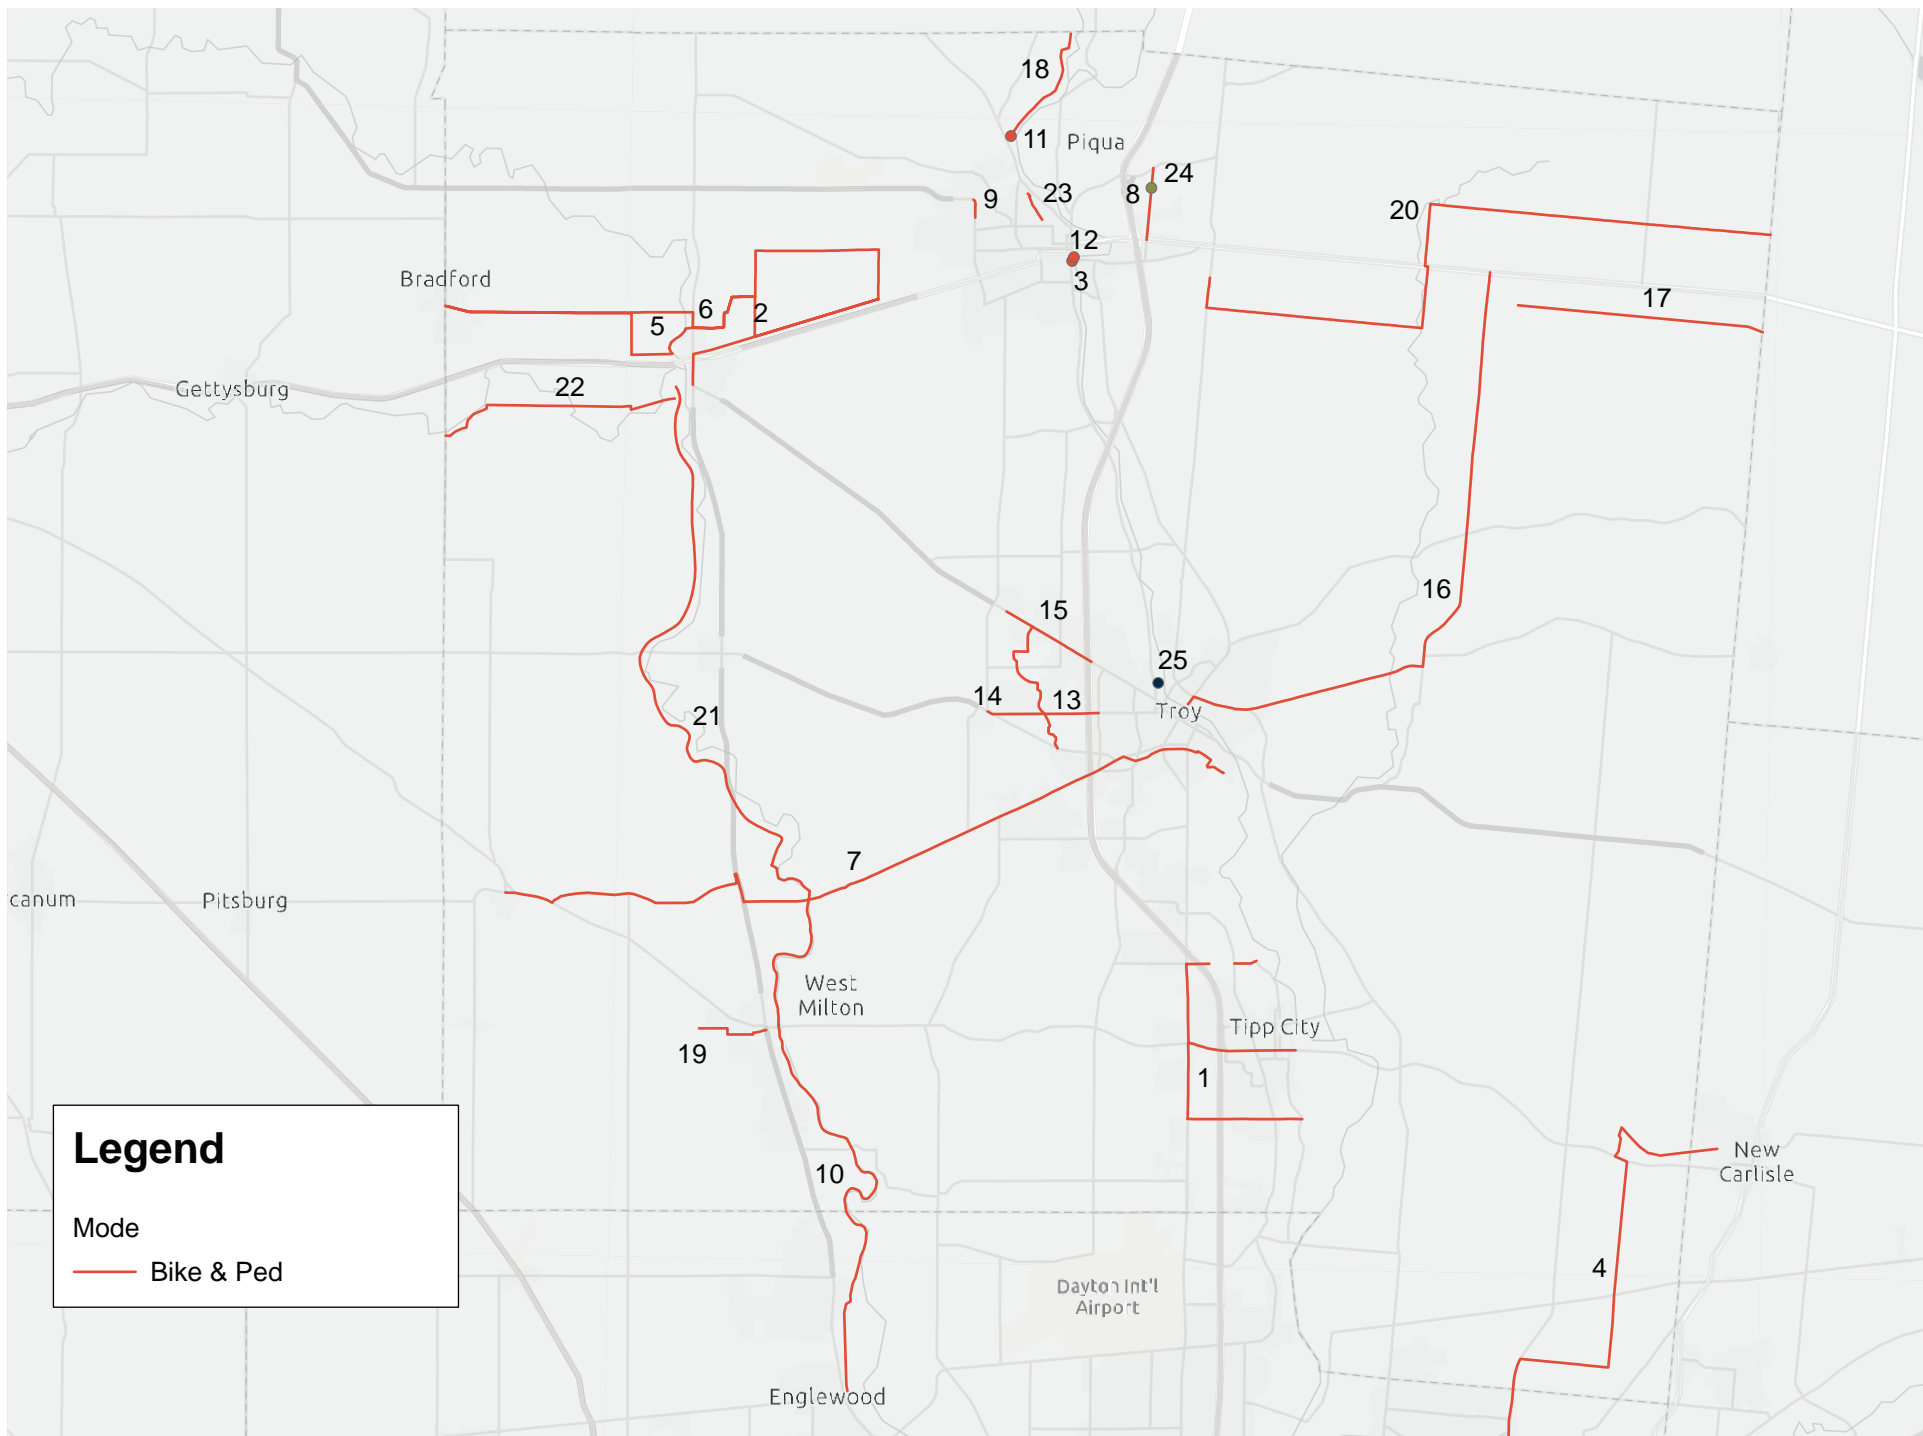 18
11
Piqua
24
8
9
23
20
12
3
Bradford
6
2
5
17
22
Gettysburg
16
15
25
14
13
Troy
21
7
canum
Pitsburg
West
Milton
Tipp City
19
1
Legend
Mode
Bike & Ped
10
New
Carlisle
4
Dayton Int'l
Airport
Englewood